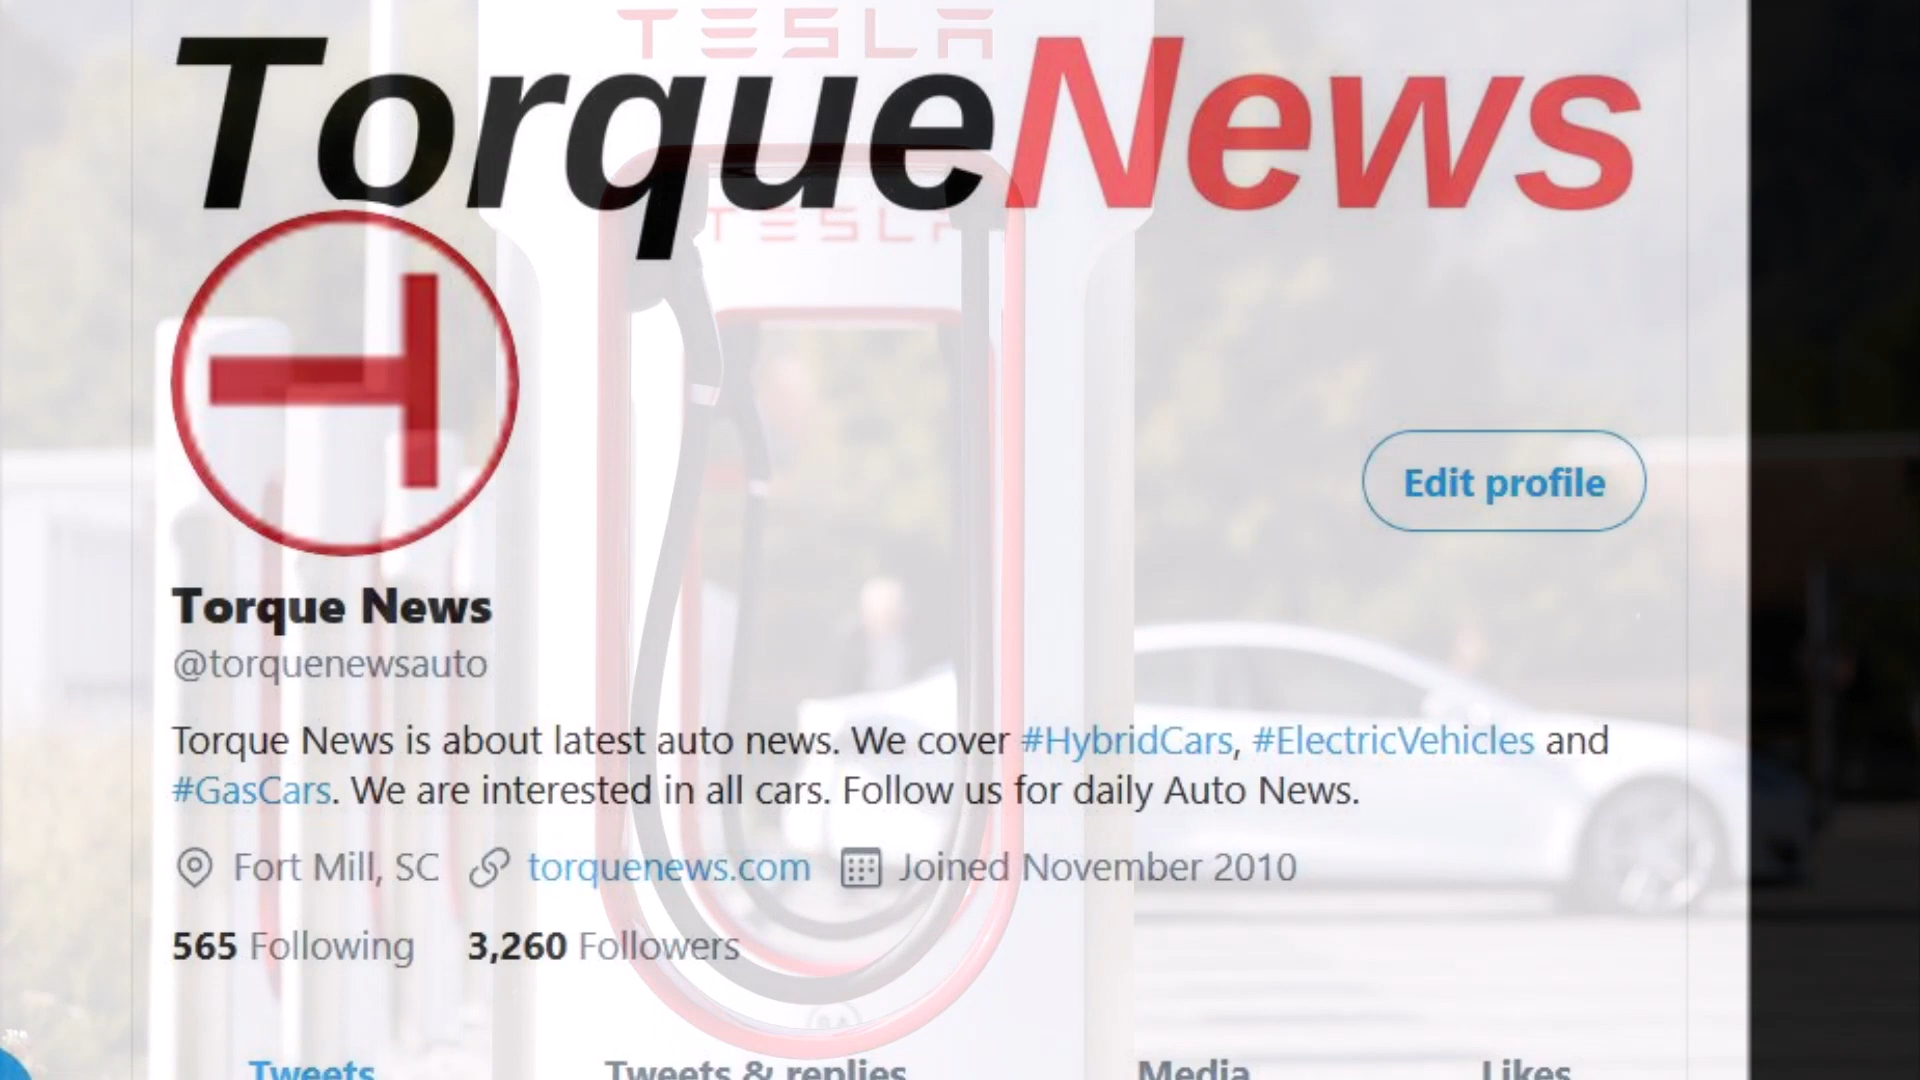 TESLA
TorqueNews
TESLA
T
Edit profile
Torque News
@torquenewsauto
Torque News is about latest auto news. We cover #HybridCars, #ElectricVehicles and
#GasCars. We are interested in all cars. Follow us for daily Auto News.
Fort Mill, SC torquenews.com Joined November 2010
565 Following 3,260 Followers
Tweets Tweets & replies Media Likes